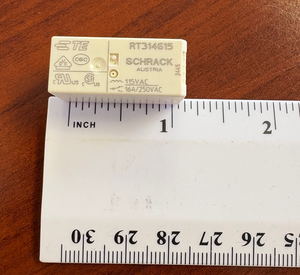 TE RT314615
SCHRACK
AUSTRIA
115VAC
16A/250VAC
INCH 1 2
30 29 28 27 26 25